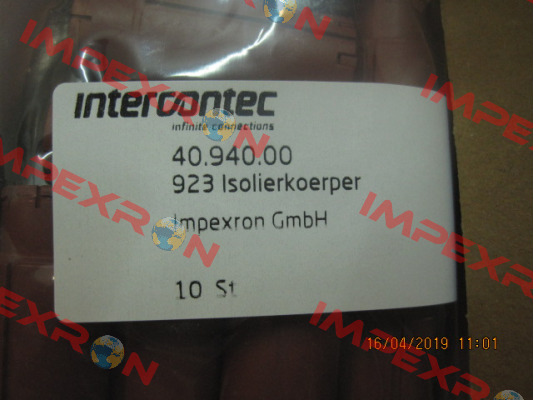 intercontec
infinite connections
40.940.00
923 Isolierkoerper
Impexron GmbH
10 St
16/04/2019 11:01
IMPEXRON
IMPEXRON
IMPEXRON
IMPEXRON
IMPEXRON
IMPEXRON